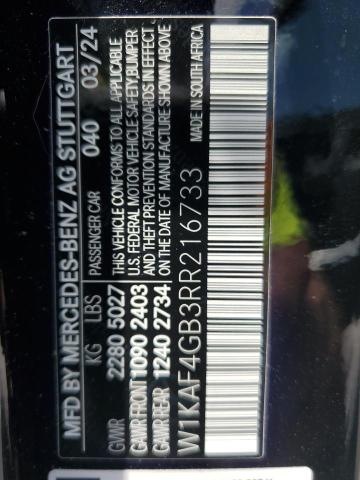 MFD BY MERCEDES-BENZ AG STUTTGART
PASSENGER CAR 040 03/24
KG LBS
GVWR 2280 5027
GAWR FRONT 1090 2403
GAWR REAR 1240 2734
THIS VEHICLE CONFORMS TO ALL APPLICABLE
U.S. FEDERAL MOTOR VEHICLE SAFETY BUMPER
AND THEFT PREVENTION STANDARDS IN EFFECT
ON THE DATE OF MANUFACTURE SHOWN ABOVE
W1KAF4GB3RR216733
MADE IN SOUTH AFRICA